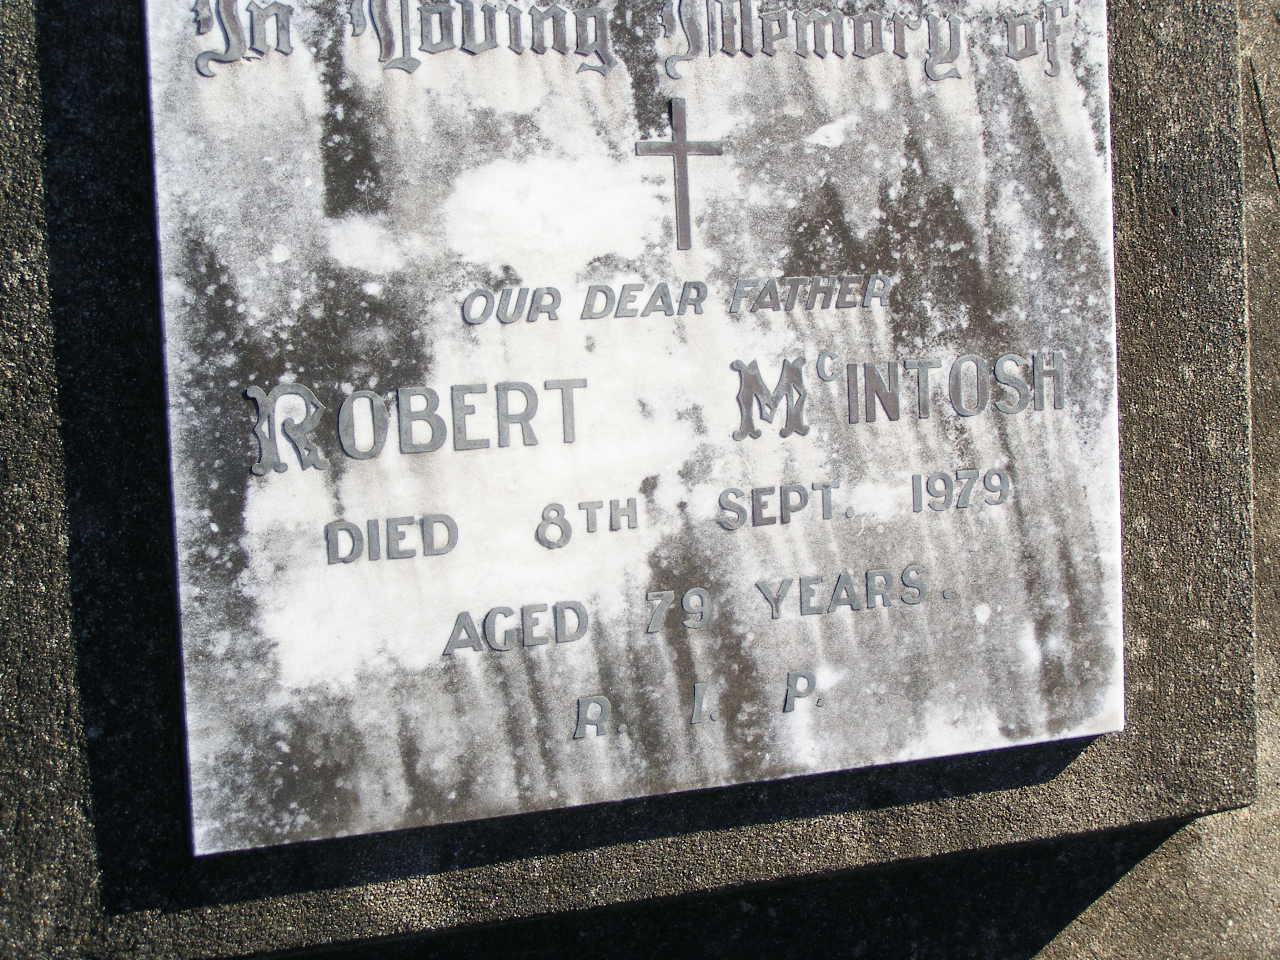 In Loving Memory of
OUR DEAR FATHER
ROBERT McINTOSH
DIED 8TH SEPT. 1979
AGED 79 YEARS.
R. I. P.